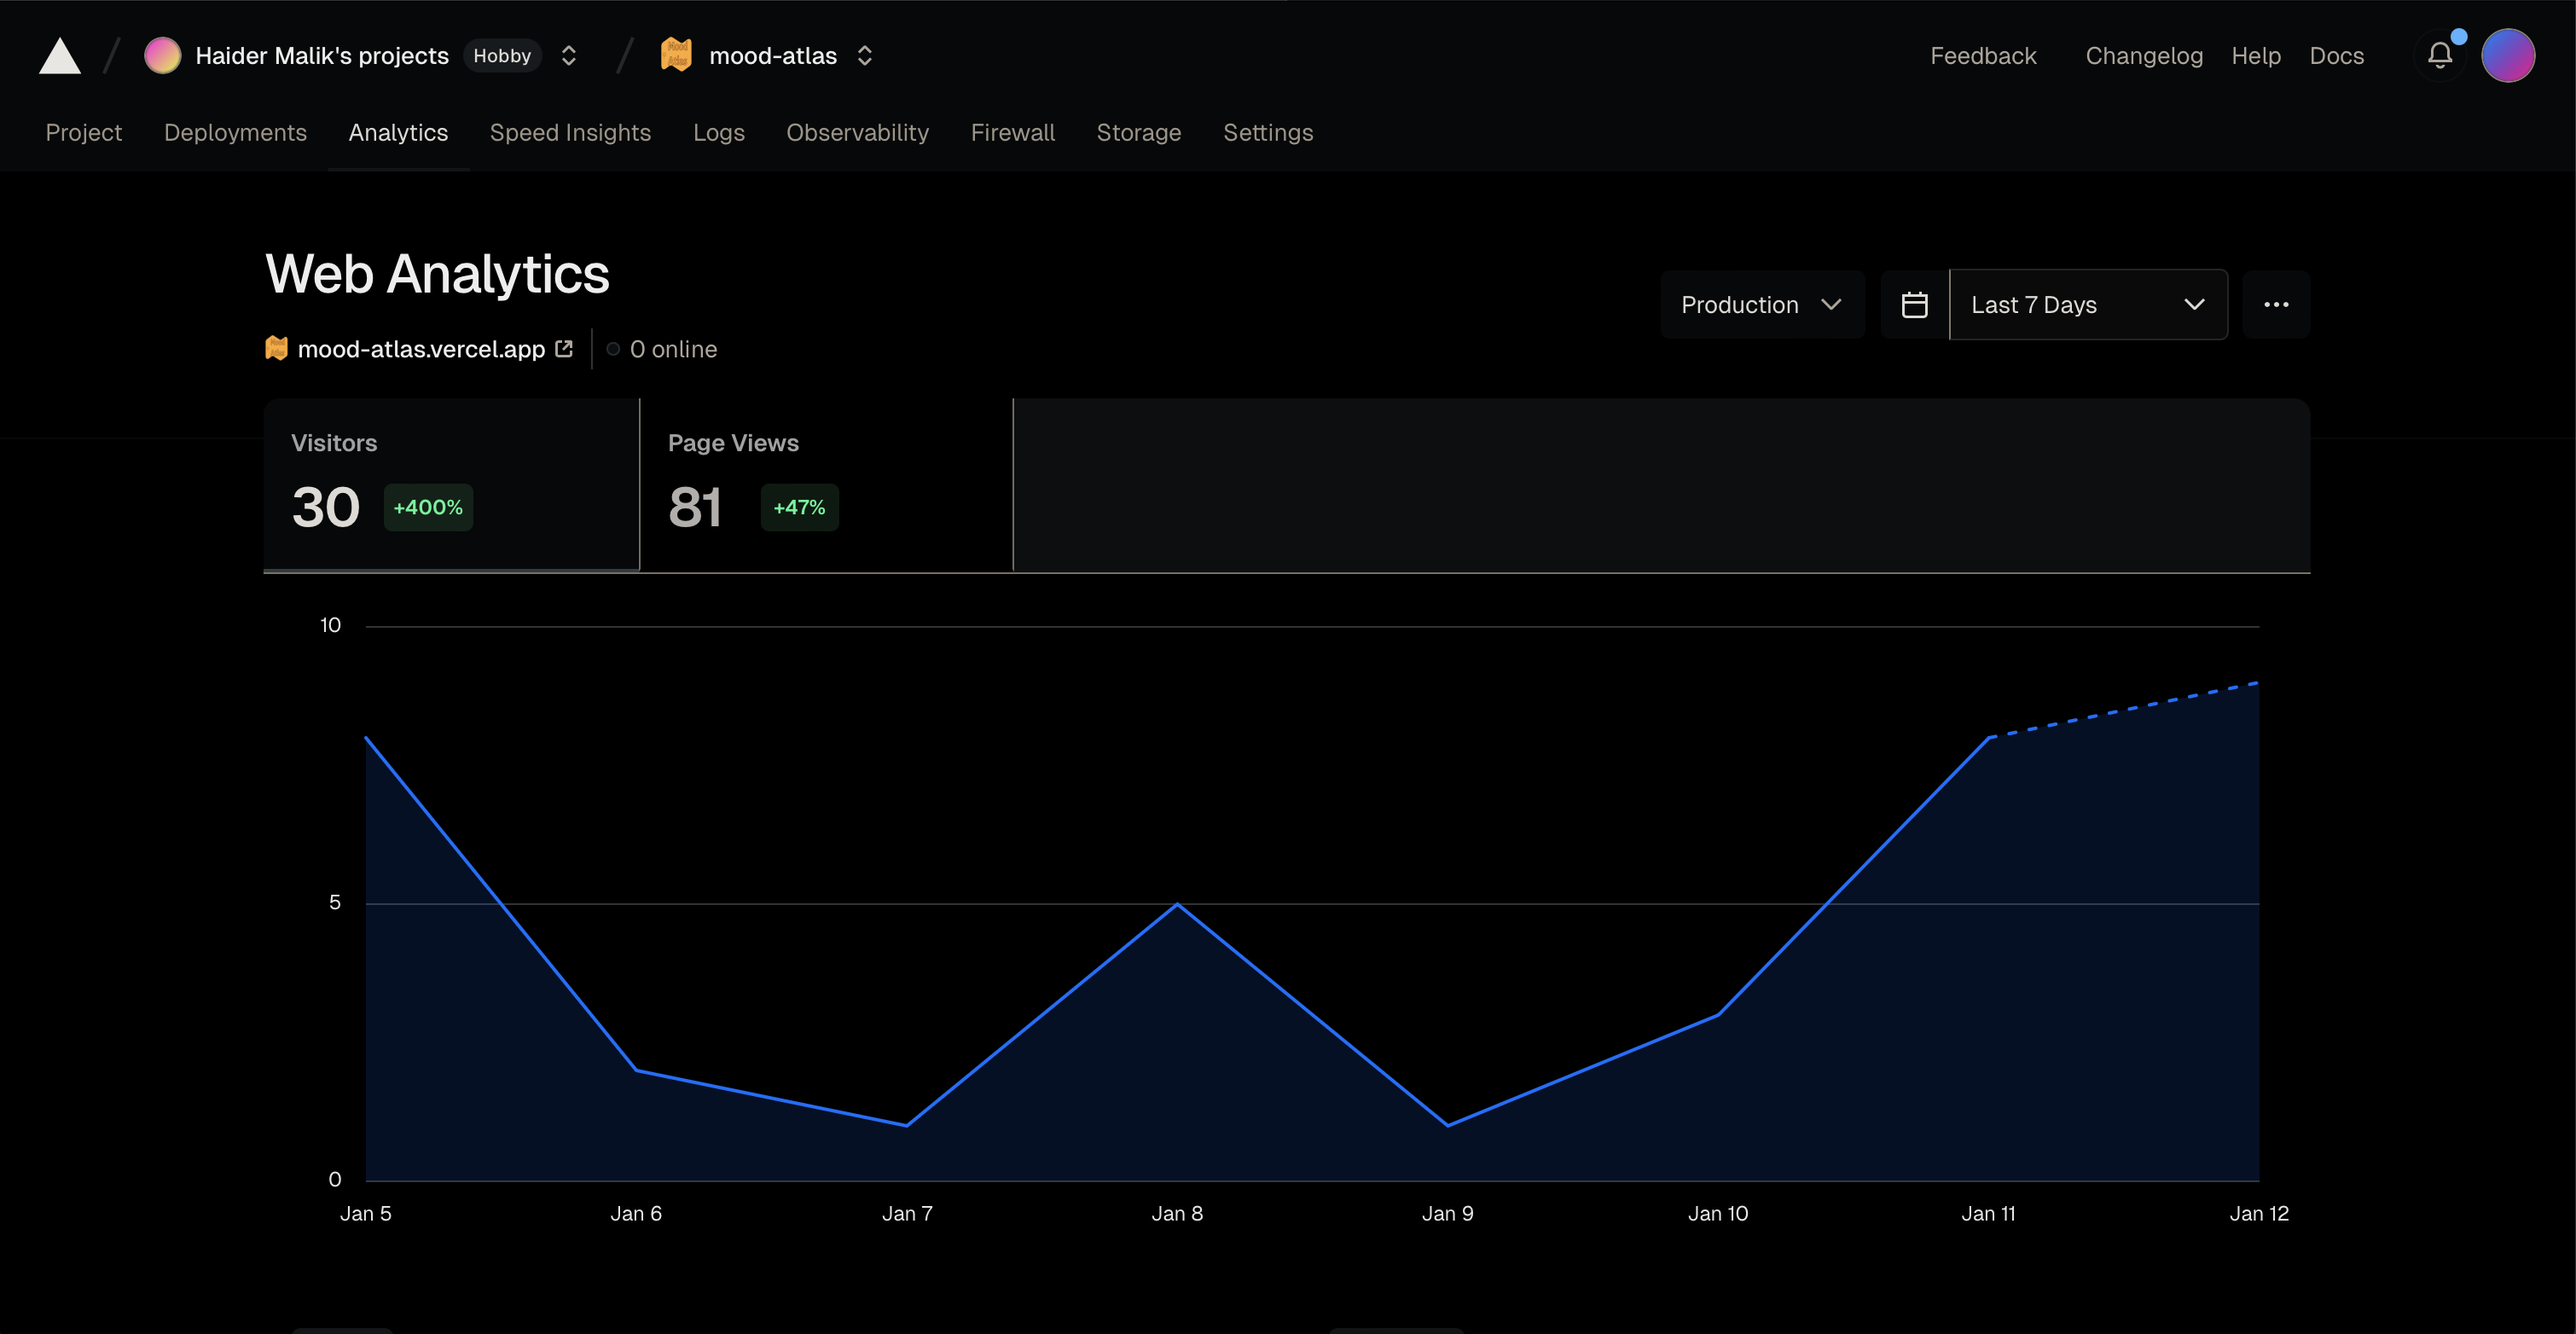 Haider Malik's projects Hobby mood-atlas Feedback Changelog Help Docs
Project Deployments Analytics Speed Insights Logs Observability Firewall Storage Settings
Web Analytics
Production Last 7 Days
Mood Atlas
mood-atlas.vercel.app 0 online
Visitors
30 +400%
Page Views
81 +47%
10
5
0
Jan 5 Jan 6 Jan 7 Jan 8 Jan 9 Jan 10 Jan 11 Jan 12